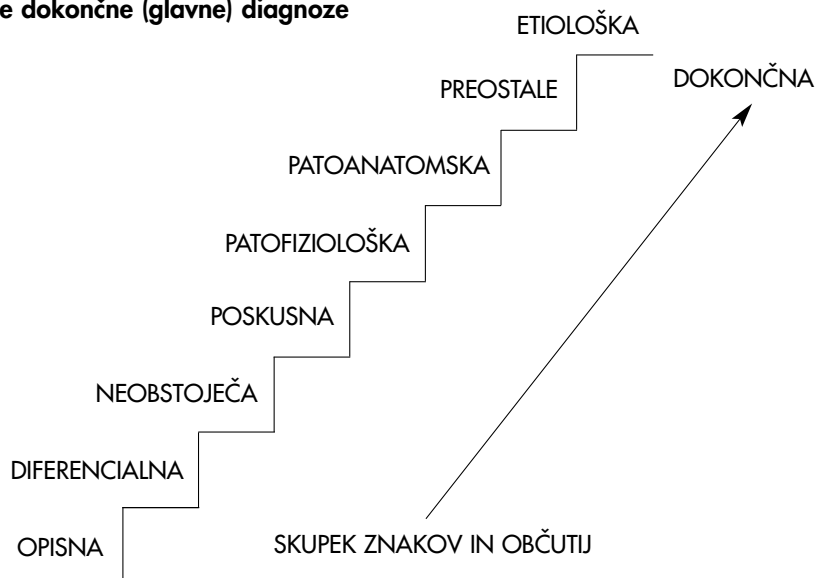 e dokončne (glavne) diagnoze
ETIOLOŠKA
DOKONČNA
PREOSTALE
PATOANATOMSKA
PATOFIZIOLOŠKA
POSKUSNA
NEOBSTOJEČA
DIFERENCIALNA
OPISNA
SKUPEK ZNAKOV IN OBČUTIJ